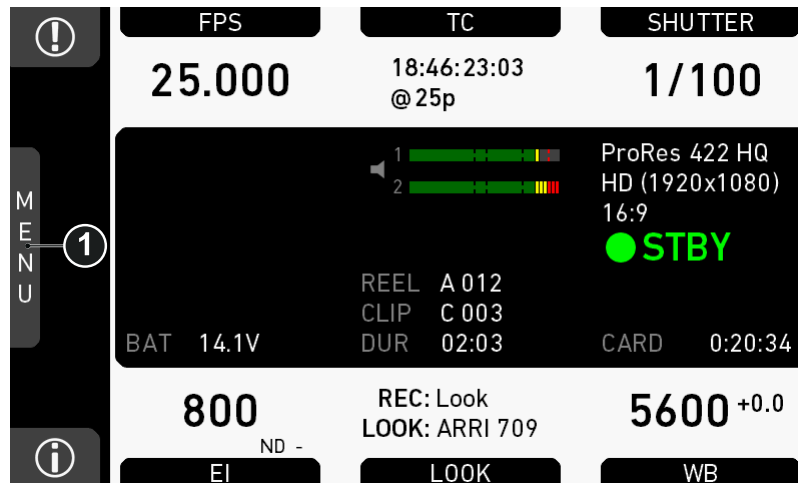 FPS
TC
SHUTTER
25.000
18:46:23:03
@25p
1/100
MENU
1
1
2
ProRes 422 HQ
HD (1920x1080)
16:9
STBY
REEL A 012
CLIP C 003
BAT 14.1V
DUR 02:03
CARD 0:20:34
800
ND -
REC: Look
LOOK: ARRI 709
5600 +0.0
EI
LOOK
WB